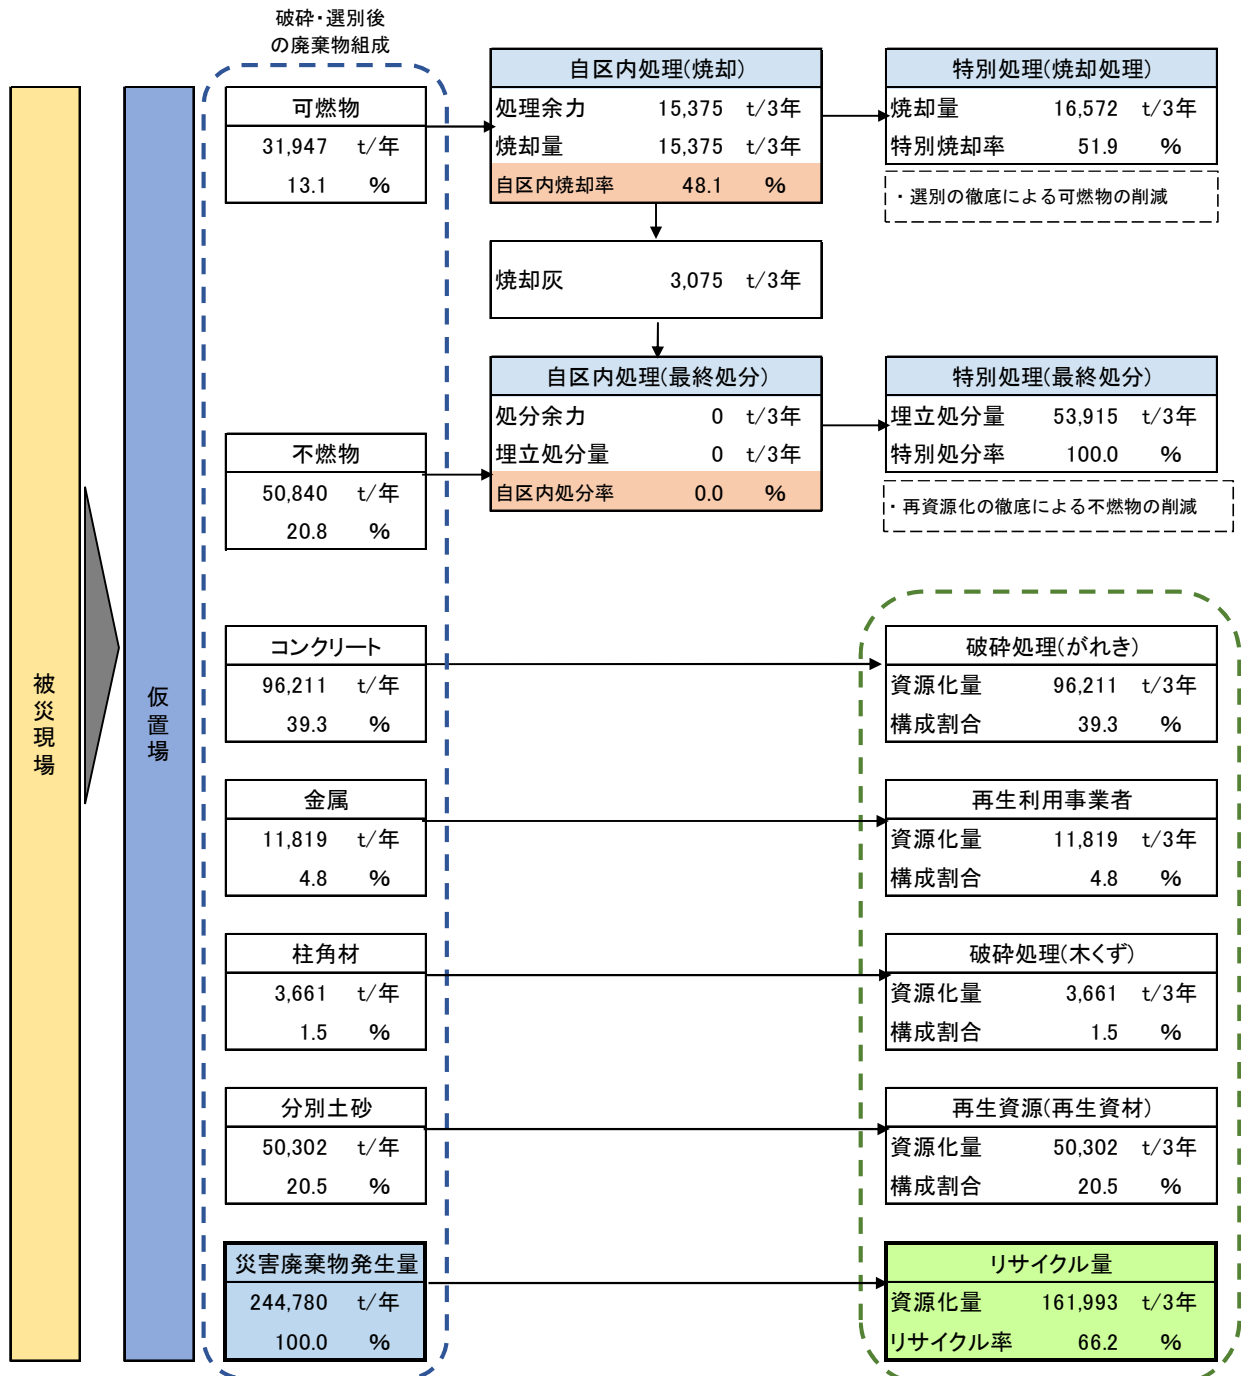 破砕・選別後
の廃棄物組成
被災現場
仮置場
可燃物
31,947 t/年
13.1 %
自区内処理(焼却)
処理余力 15,375 t/3年
焼却量 15,375 t/3年
自区内焼却率 48.1 %
特別処理(焼却処理)
焼却量 16,572 t/3年
特別焼却率 51.9 %
・選別の徹底による可燃物の削減
焼却灰 3,075 t/3年
不燃物
50,840 t/年
20.8 %
自区内処理(最終処分)
処分余力 0 t/3年
埋立処分量 0 t/3年
自区内処分率 0.0 %
特別処理(最終処分)
埋立処分量 53,915 t/3年
特別処分率 100.0 %
・再資源化の徹底による不燃物の削減
コンクリート
96,211 t/年
39.3 %
破砕処理(がれき)
資源化量 96,211 t/3年
構成割合 39.3 %
金属
11,819 t/年
4.8 %
再生利用事業者
資源化量 11,819 t/3年
構成割合 4.8 %
柱角材
3,661 t/年
1.5 %
破砕処理(木くず)
資源化量 3,661 t/3年
構成割合 1.5 %
分別土砂
50,302 t/年
20.5 %
再生資源(再生資材)
資源化量 50,302 t/3年
構成割合 20.5 %
災害廃棄物発生量
244,780 t/年
100.0 %
リサイクル量
資源化量 161,993 t/3年
リサイクル率 66.2 %